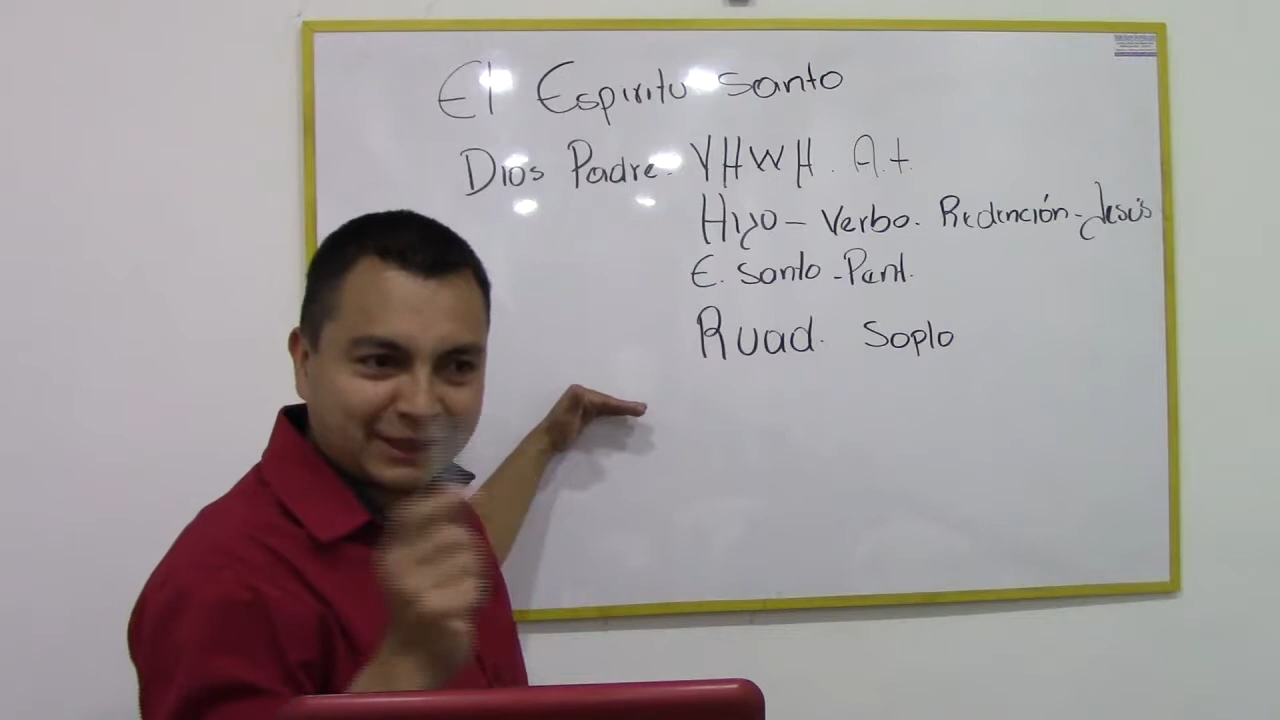 El Espiritu Santo
Dios Padre. YHWH. A.t.
Hijo - Verbo. Redención - Jesús
E. Santo - Pent.
Ruad. Soplo